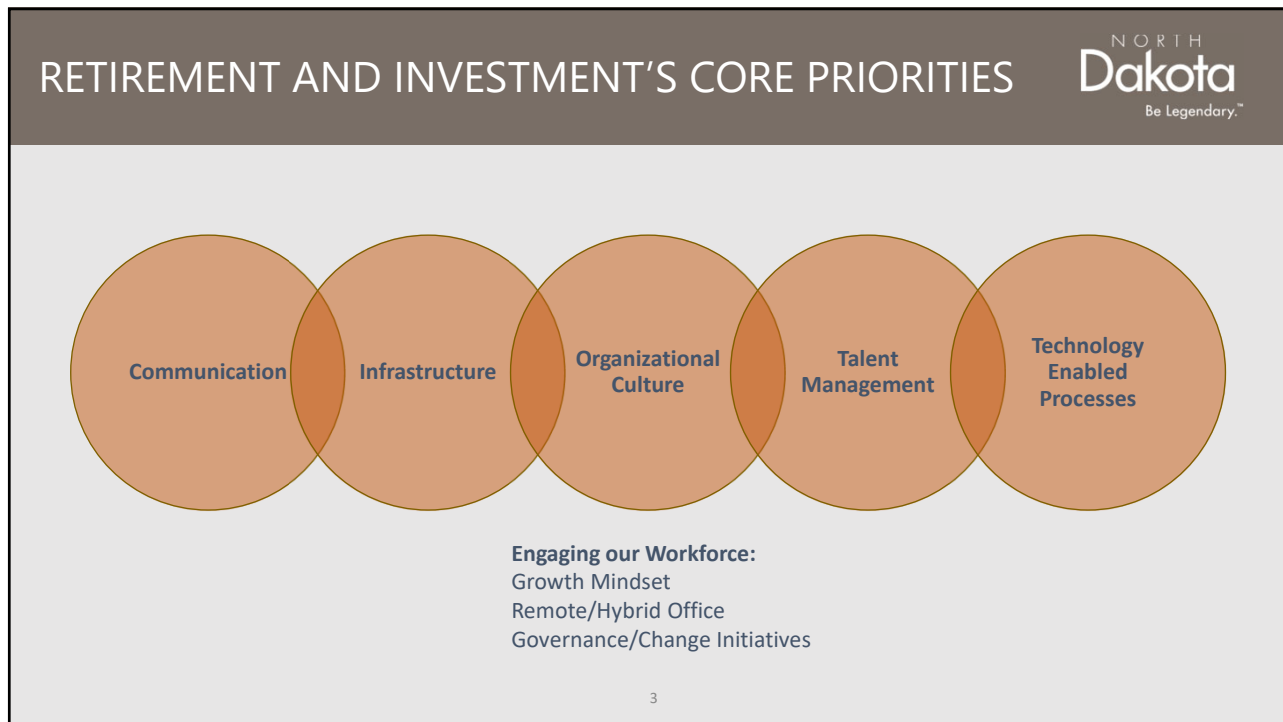 RETIREMENT AND INVESTMENT'S CORE PRIORITIES
NORTH
Dakota
Be Legendary.™
Communication
Infrastructure
Organizational
Culture
Talent
Management
Technology
Enabled
Processes
Engaging our Workforce:
Growth Mindset
Remote/Hybrid Office
Governance/Change Initiatives
3